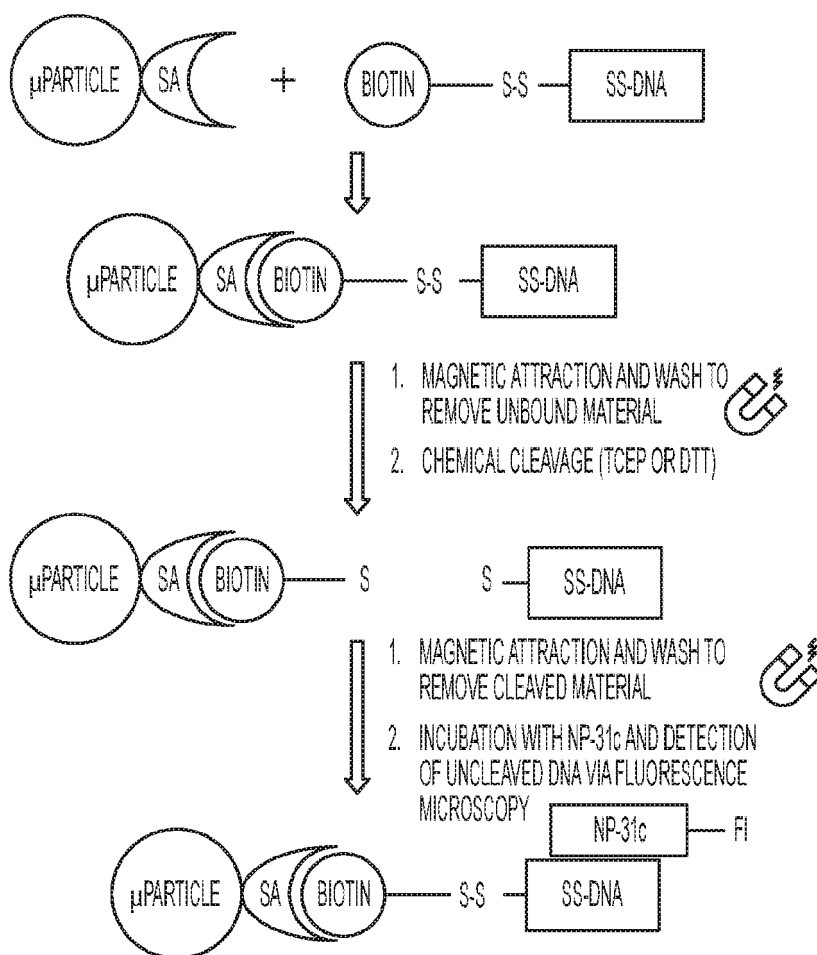 μPARTICLE SA + BIOTIN S-S SS-DNA
μPARTICLE SA BIOTIN S-S SS-DNA
1. MAGNETIC ATTRACTION AND WASH TO
REMOVE UNBOUND MATERIAL
2. CHEMICAL CLEAVAGE (TCEP OR DTT)
μPARTICLE SA BIOTIN S S SS-DNA
1. MAGNETIC ATTRACTION AND WASH TO
REMOVE CLEAVED MATERIAL
2. INCUBATION WITH NP-31c AND DETECTION
OF UNCLEAVED DNA VIA FLUORESCENCE
MICROSCOPY
NP-31c Fl
μPARTICLE SA BIOTIN S-S SS-DNA